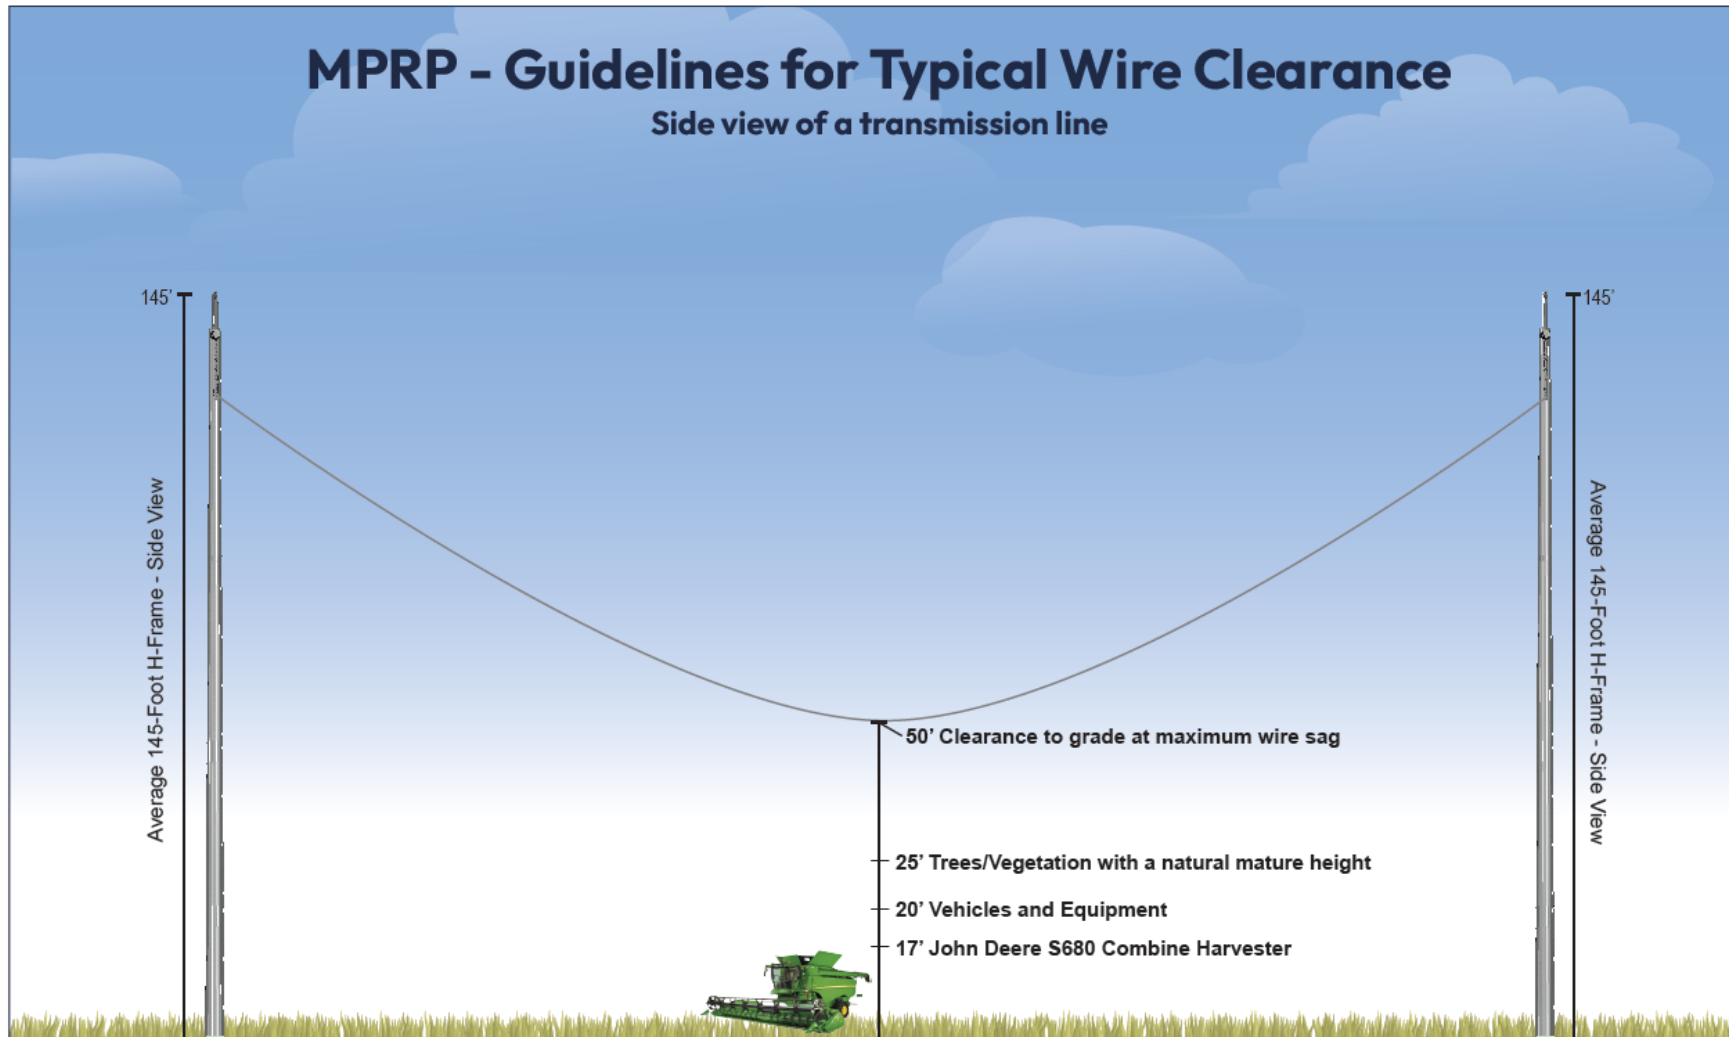 MPRP - Guidelines for Typical Wire Clearance
Side view of a transmission line
145’
145’
Average 145-Foot H-Frame - Side View
Average 145-Foot H-Frame - Side View
50’ Clearance to grade at maximum wire sag
25’ Trees/Vegetation with a natural mature height
20’ Vehicles and Equipment
17’ John Deere S680 Combine Harvester